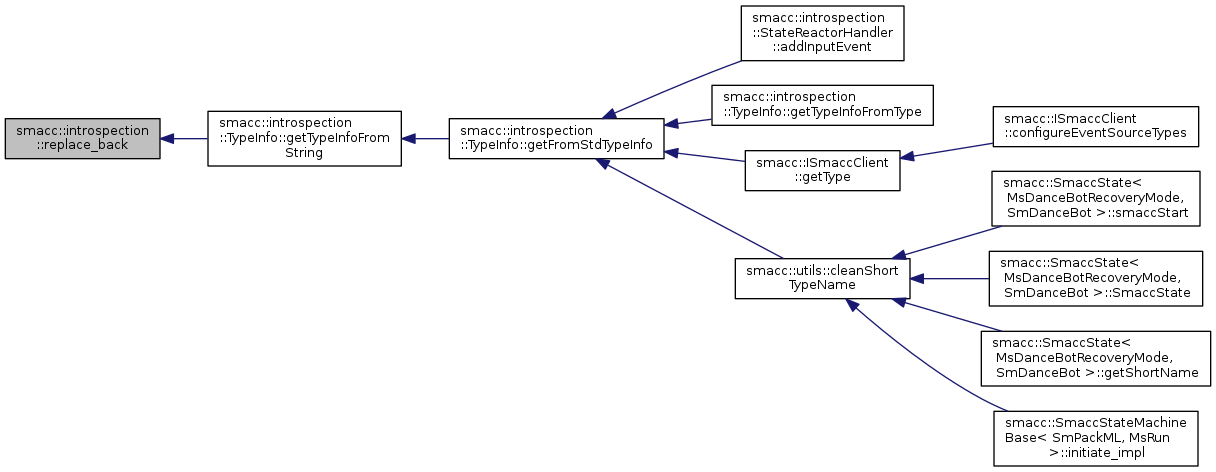 smacc::introspection
::replace_back
smacc::introspection
::TypeInfo::getTypeInfoFrom
String
smacc::introspection
::TypeInfo::getFromStdTypeInfo
smacc::introspection
::StateReactorHandler
::addInputEvent
smacc::introspection
::TypeInfo::getTypeInfoFromType
smacc::ISmaccClient
::getType
smacc::ISmaccClient
::configureEventSourceTypes
smacc::utils::cleanShort
TypeName
smacc::SmaccState<
MsDanceBotRecoveryMode,
SmDanceBot >::smaccStart
smacc::SmaccState<
MsDanceBotRecoveryMode,
SmDanceBot >::SmaccState
smacc::SmaccState<
MsDanceBotRecoveryMode,
SmDanceBot >::getShortName
smacc::SmaccStateMachine
Base< SmPackML, MsRun
>::initiate_impl